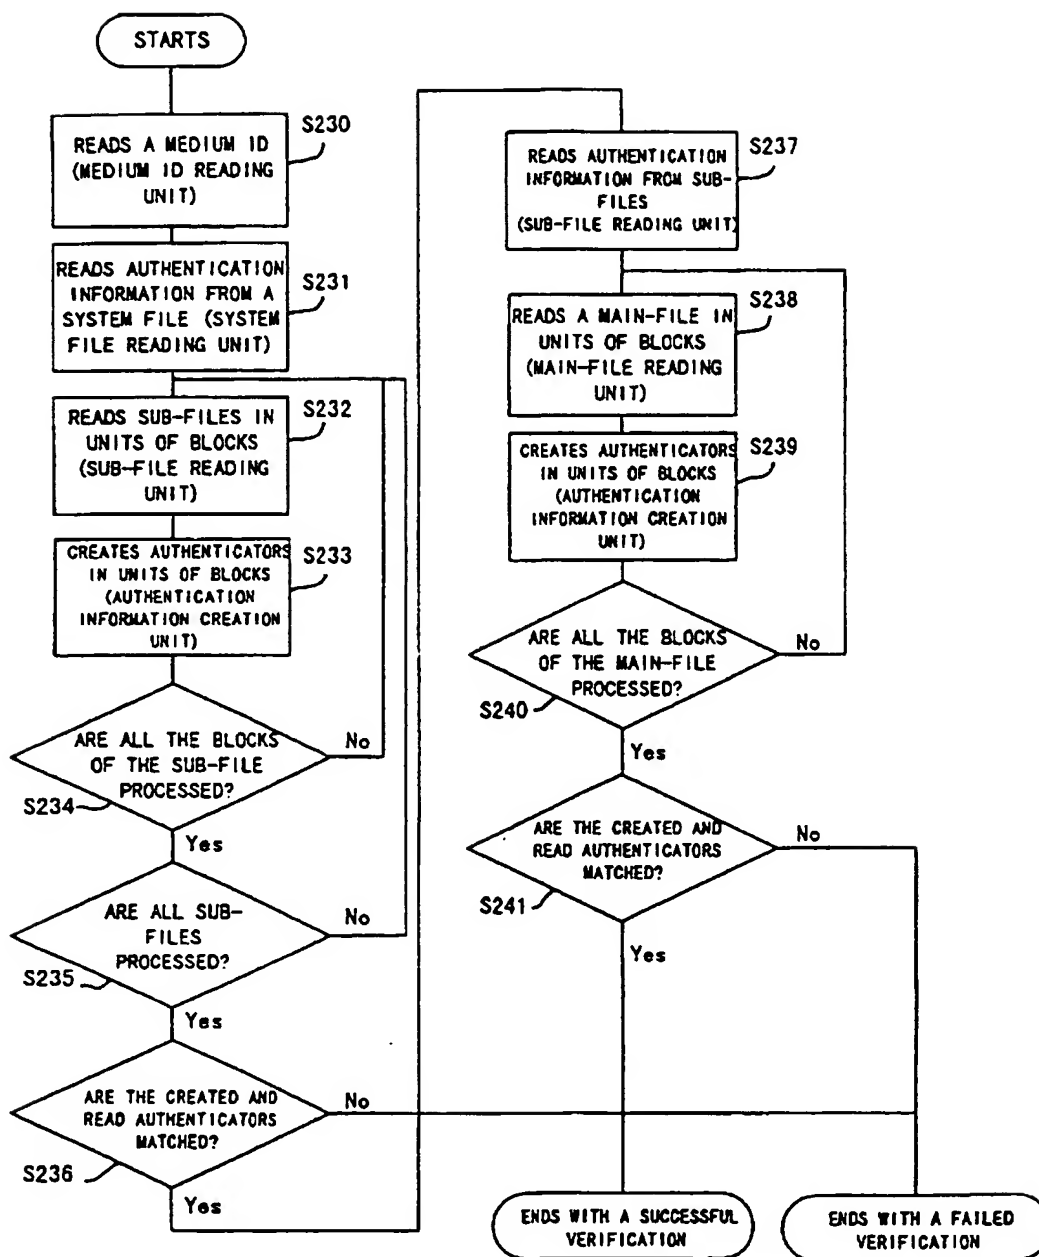 STARTS
READS A MEDIUM ID
(MEDIUM ID READING
UNIT)
S230
READS AUTHENTICATION
INFORMATION FROM A
SYSTEM FILE (SYSTEM
FILE READING UNIT)
S231
READS SUB-FILES IN
UNITS OF BLOCKS
(SUB-FILE READING
UNIT)
S232
CREATES AUTHENTICATORS
IN UNITS OF BLOCKS
(AUTHENTICATION
INFORMATION CREATION
UNIT)
S233
ARE ALL THE BLOCKS
OF THE SUB-FILE
PROCESSED?
No
S234
Yes
ARE ALL SUB-
FILES
PROCESSED?
No
S235
Yes
ARE THE CREATED AND
READ AUTHENTICATORS
MATCHED?
No
S236
Yes
READS AUTHENTICATION
INFORMATION FROM SUB-
FILES
(SUB-FILE READING UNIT)
S237
READS A MAIN-FILE IN
UNITS OF BLOCKS
(MAIN-FILE READING
UNIT)
S238
CREATES AUTHENTICATORS
IN UNITS OF BLOCKS
(AUTHENTICATION
INFORMATION CREATION
UNIT)
S239
ARE ALL THE BLOCKS
OF THE MAIN-FILE
PROCESSED?
No
S240
Yes
ARE THE CREATED AND
READ AUTHENTICATORS
MATCHED?
No
S241
Yes
ENDS WITH A SUCCESSFUL
VERIFICATION
ENDS WITH A FAILED
VERIFICATION